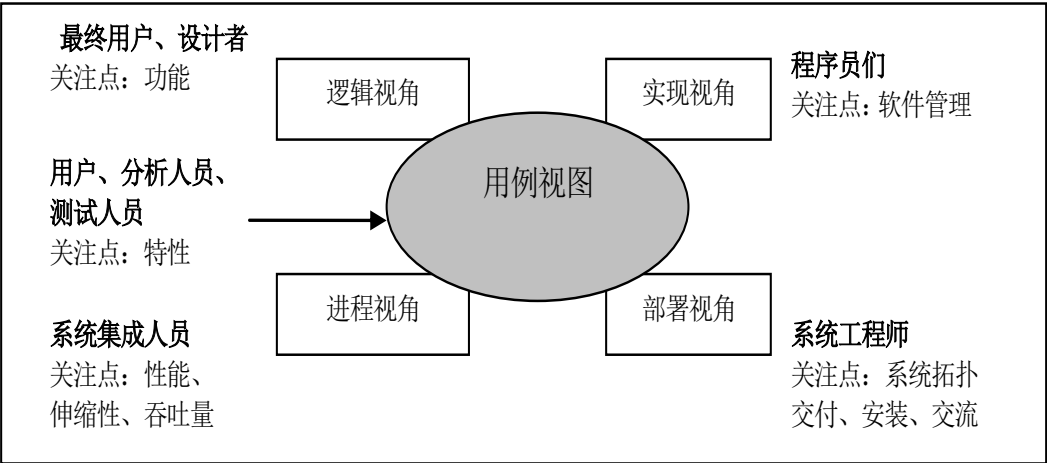 最终用户、设计者
关注点：功能
逻辑视角
实现视角
程序员们
关注点：软件管理
用户、分析人员、
测试人员
关注点：特性
用例视图
进程视角
部署视角
系统集成人员
关注点：性能、
伸缩性、吞吐量
系统工程师
关注点：系统拓扑
交付、安装、交流